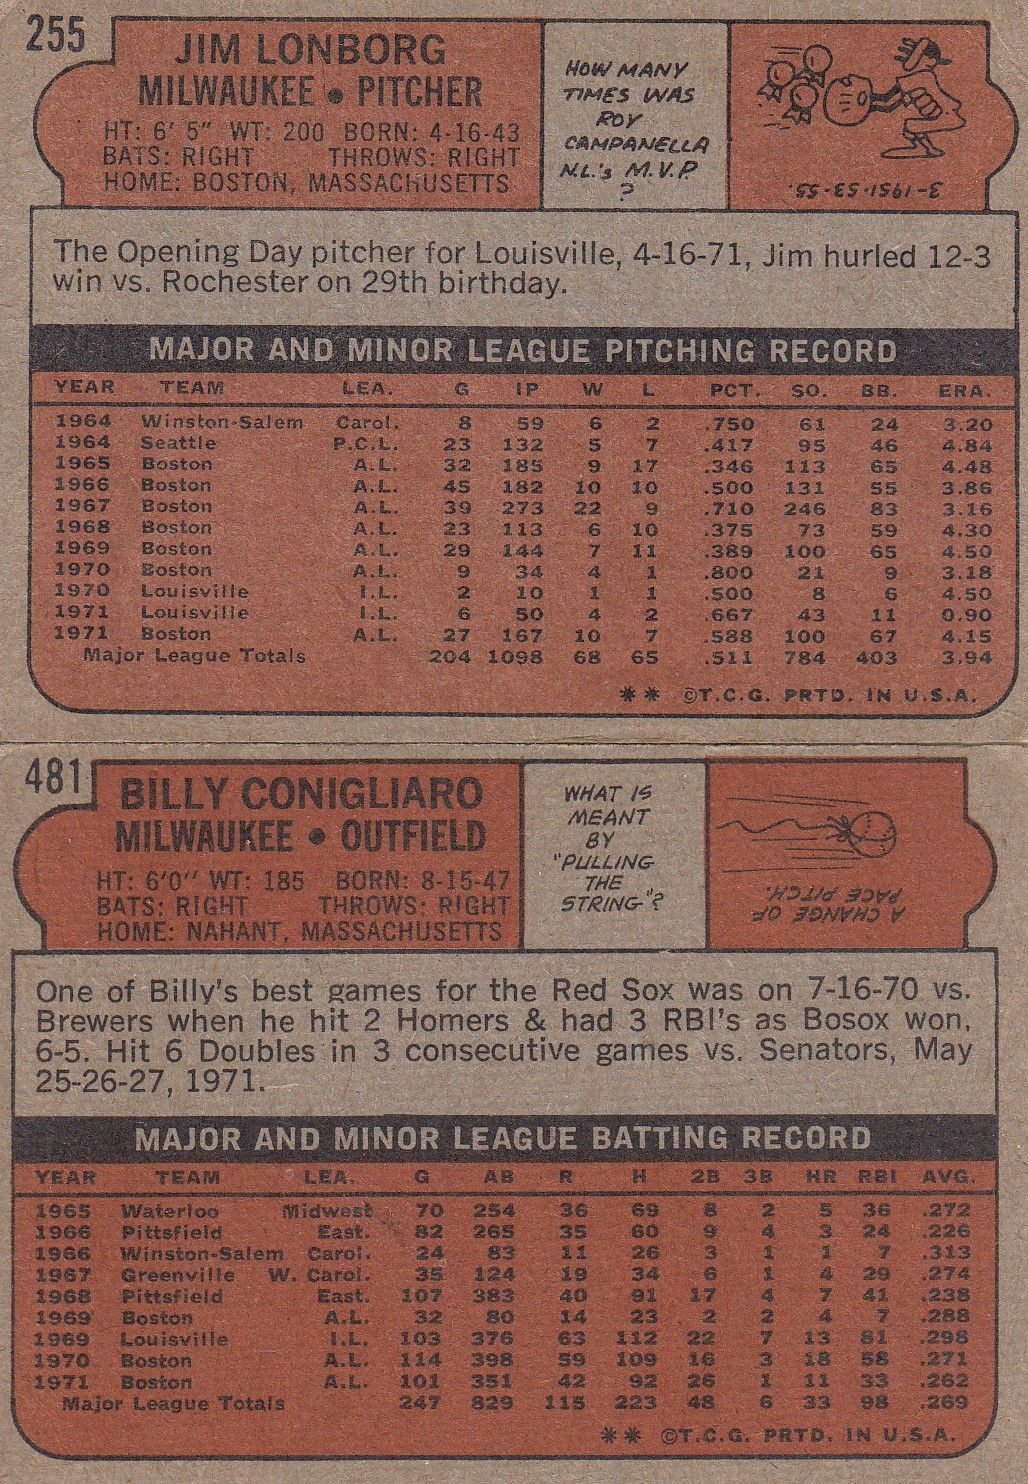 255
JIM LONBORG
MILWAUKEE • PITCHER
HT: 6' 5" WT: 200 BORN: 4-16-43
BATS: RIGHT THROWS: RIGHT
HOME: BOSTON, MASSACHUSETTS
HOW MANY
TIMES WAS
ROY
CAMPANELLA
N.L.'s M.V.P.
?
3-1951-53-55.
The Opening Day pitcher for Louisville, 4-16-71, Jim hurled 12-3
win vs. Rochester on 29th birthday.
MAJOR AND MINOR LEAGUE PITCHING RECORD
YEAR TEAM LEA. G IP W L PCT. SO. BB. ERA.
1964 Winston-Salem Carol. 8 59 6 2 .750 61 24 3.20
1964 Seattle P.C.L. 23 132 5 7 .417 95 46 4.84
1965 Boston A.L. 32 185 9 17 .346 113 65 4.48
1966 Boston A.L. 45 182 10 10 .500 131 55 3.86
1967 Boston A.L. 39 273 22 9 .710 246 83 3.16
1968 Boston A.L. 23 113 6 10 .375 73 59 4.30
1969 Boston A.L. 29 144 7 11 .389 100 65 4.50
1970 Boston A.L. 9 34 4 1 .800 21 9 3.18
1970 Louisville I.L. 2 10 1 1 .500 8 6 4.50
1971 Louisville I.L. 6 50 4 2 .667 43 11 0.90
1971 Boston A.L. 27 167 10 7 .588 100 67 4.15
Major League Totals 204 1098 68 65 .511 784 403 3.94
** ©T.C.G. PRTD. IN U.S.A.
481
BILLY CONIGLIARO
MILWAUKEE • OUTFIELD
HT: 6'0" WT: 185 BORN: 8-15-47
BATS: RIGHT THROWS: RIGHT
HOME: NAHANT, MASSACHUSETTS
WHAT IS
MEANT
BY
"PULLING
THE
STRING"?
A CHANGE OF
PACE PITCH.
One of Billy's best games for the Red Sox was on 7-16-70 vs.
Brewers when he hit 2 Homers & had 3 RBI's as Bosox won,
6-5. Hit 6 Doubles in 3 consecutive games vs. Senators, May
25-26-27, 1971.
MAJOR AND MINOR LEAGUE BATTING RECORD
YEAR TEAM LEA. G AB R H 2B 3B HR RBI AVG.
1965 Waterloo Midwest 70 254 36 69 8 2 5 36 .272
1966 Pittsfield East. 82 265 35 60 9 4 3 24 .226
1966 Winston-Salem Carol. 24 83 11 26 3 1 1 7 .313
1967 Greenville W. Carol. 35 124 19 34 6 1 4 29 .274
1968 Pittsfield East. 107 383 40 91 17 4 7 41 .238
1969 Boston A.L. 32 80 14 23 2 2 4 7 .288
1969 Louisville I.L. 103 376 63 112 22 7 13 81 .298
1970 Boston A.L. 114 398 59 109 16 3 18 58 .271
1971 Boston A.L. 101 351 42 92 26 1 11 33 .262
Major League Totals 247 829 115 223 48 6 33 98 .269
** ©T.C.G. PRTD. IN U.S.A.